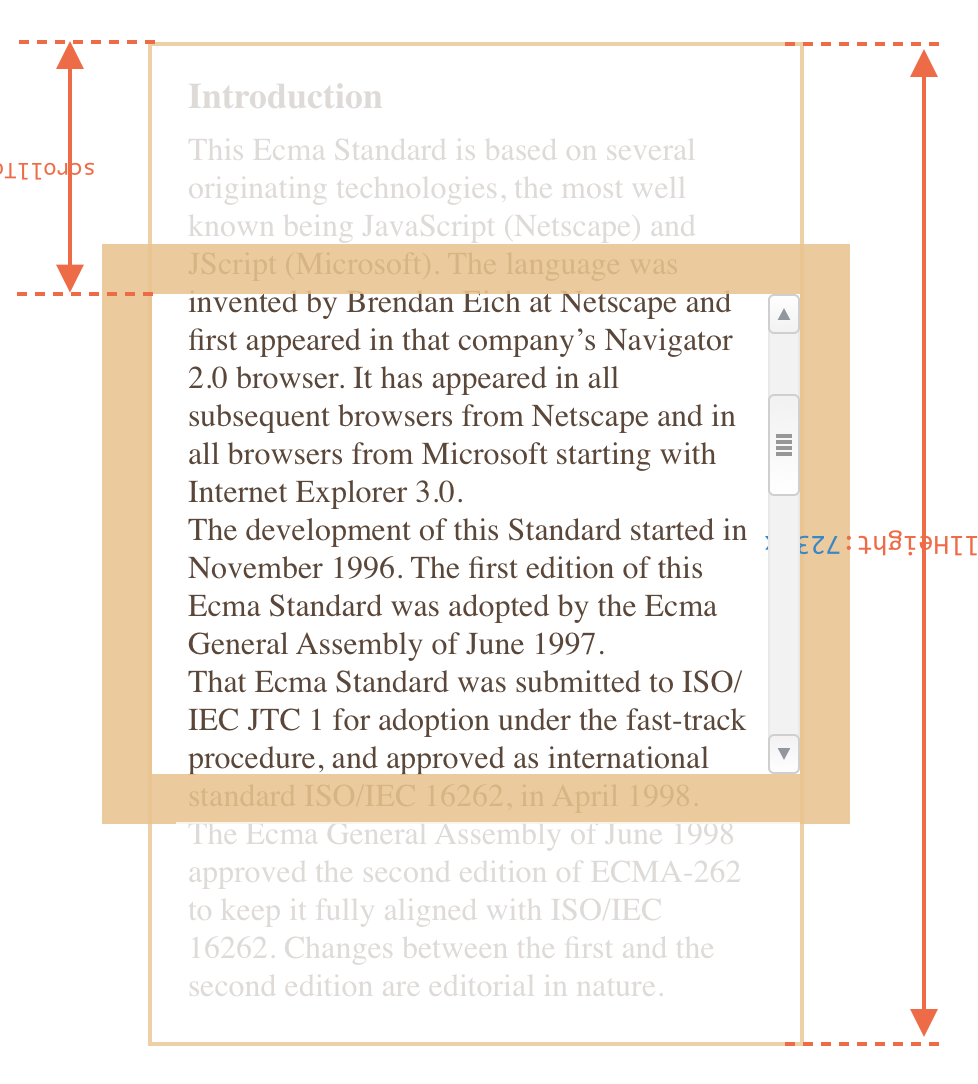 Introduction
This Ecma Standard is based on several
originating technologies, the most well
known being JavaScript (Netscape) and
JScript (Microsoft). The language was
invented by Brendan Eich at Netscape and
first appeared in that company’s Navigator
2.0 browser. It has appeared in all
subsequent browsers from Netscape and in
all browsers from Microsoft starting with
Internet Explorer 3.0.
The development of this Standard started in
November 1996. The first edition of this
Ecma Standard was adopted by the Ecma
General Assembly of June 1997.
That Ecma Standard was submitted to ISO/
IEC JTC 1 for adoption under the fast-track
procedure, and approved as international
standard ISO/IEC 16262, in April 1998.
The Ecma General Assembly of June 1998
approved the second edition of ECMA-262
to keep it fully aligned with ISO/IEC
16262. Changes between the first and the
second edition are editorial in nature.
scrollTo
llHeight:723